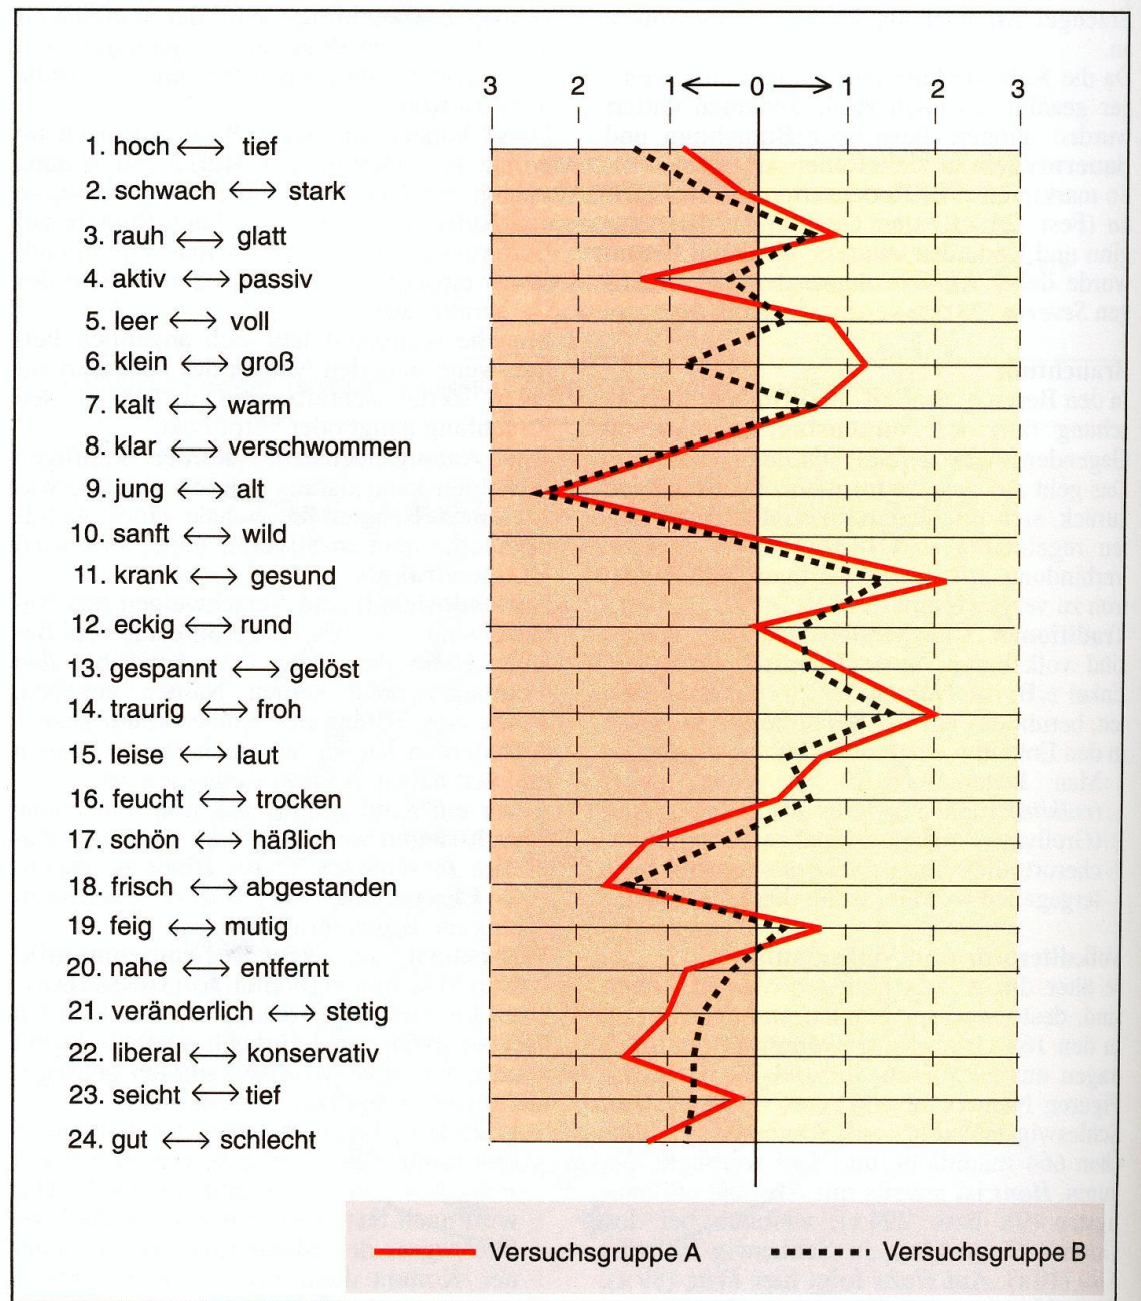 3 2 1 ← 0 → 1 2 3
1. hoch ↔ tief
2. schwach ↔ stark
3. rauh ↔ glatt
4. aktiv ↔ passiv
5. leer ↔ voll
6. klein ↔ groß
7. kalt ↔ warm
8. klar ↔ verschwommen
9. jung ↔ alt
10. sanft ↔ wild
11. krank ↔ gesund
12. eckig ↔ rund
13. gespannt ↔ gelöst
14. traurig ↔ froh
15. leise ↔ laut
16. feucht ↔ trocken
17. schön ↔ häßlich
18. frisch ↔ abgestanden
19. feig ↔ mutig
20. nahe ↔ entfernt
21. veränderlich ↔ stetig
22. liberal ↔ konservativ
23. seicht ↔ tief
24. gut ↔ schlecht
Versuchsgruppe A Versuchsgruppe B